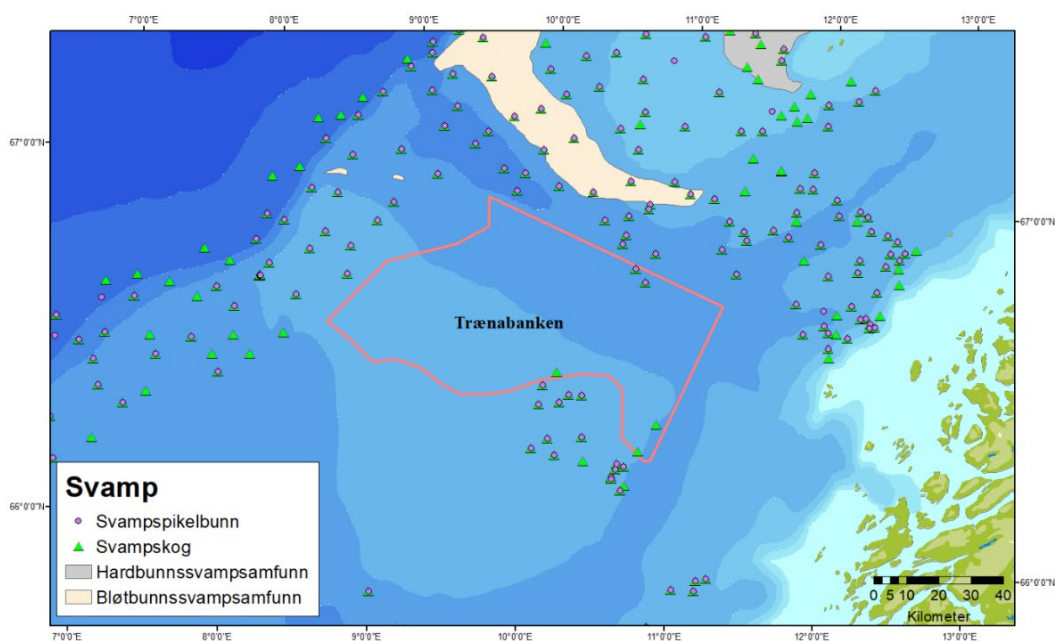 7°0'0"E 8°0'0"E 9°0'0"E 10°0'0"E 11°0'0"E 12°0'0"E 13°0'0"E
67°0'0"N
67°0'0"N
Trænabanken
66°0'0"N
66°0'0"N
Svamp
Svampspikelbunn
Svampskog
Hardbunnssvampsamfunn
Bløtbunnssvampsamfunn
0 5 10 20 30 40
Kilometer
7°0'0"E 8°0'0"E 9°0'0"E 10°0'0"E 11°0'0"E 12°0'0"E 13°0'0"E